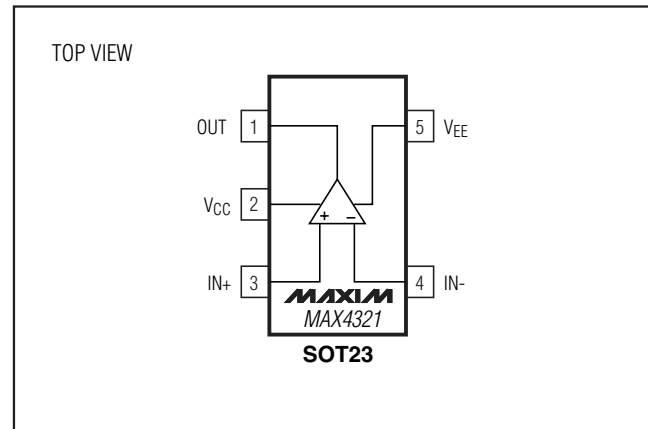 TOP VIEW
OUT 1
5 VEE
VCC 2
+ −
IN+ 3
4 IN-
MAXIM
MAX4321
SOT23